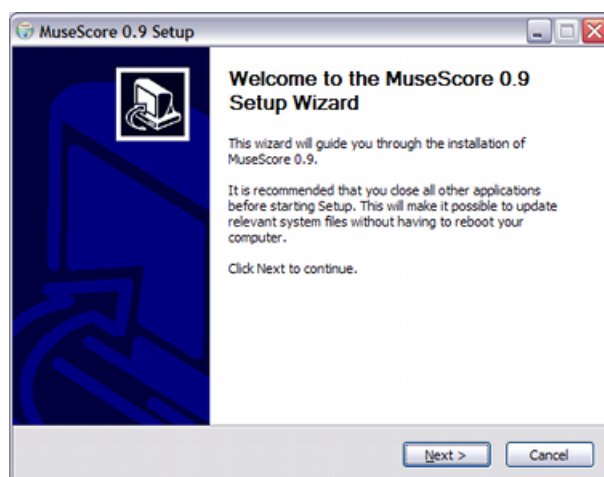 MuseScore 0.9 Setup
Welcome to the MuseScore 0.9
Setup Wizard
This wizard will guide you through the installation of
MuseScore 0.9.
It is recommended that you close all other applications
before starting Setup. This will make it possible to update
relevant system files without having to reboot your
computer.
Click Next to continue.
Next >
Cancel